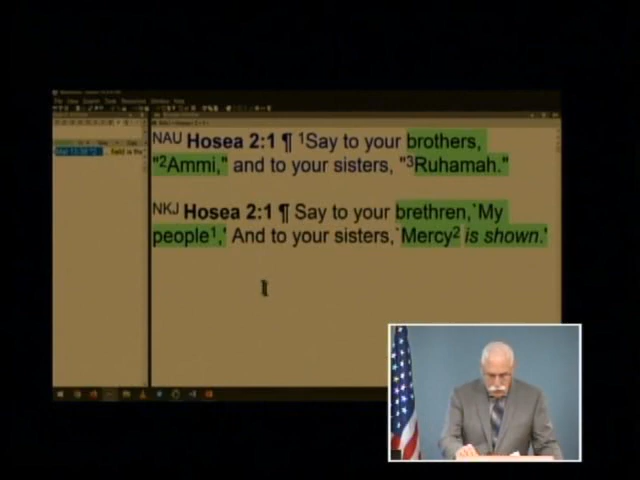 NAU Hosea 2:1 ¶ 1Say to your brothers,
"2Ammi," and to your sisters, "3Ruhamah."
NKJ Hosea 2:1 ¶ Say to your brethren,`My
people1,' And to your sisters,`Mercy2 is shown.'